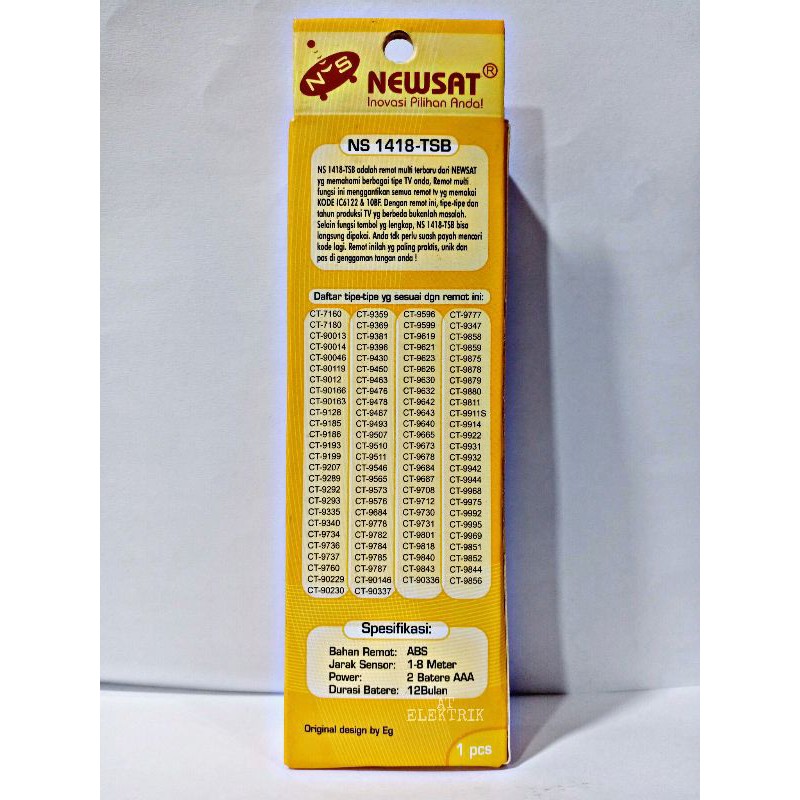 NS
NEWSAT®
Inovasi Pilihan Anda!
NS 1418-TSB
NS 1418-TSB adalah remot multi terbaru dari NEWSAT
yg memahami berbagai tipe TV anda, Remot multi
fungsi ini menggantikan semua remot tv yg memakai
KODE IC6122 & 10BF. Dengan remot ini, tipe-tipe dan
tahun produksi TV yg berbeda bukanlah masalah.
Selain fungsi tombol yg lengkap, NS 1418-TSB bisa
langsung dipakai. Anda tdk perlu susah payah mencari
kode lagi. Remot inilah yg paling praktis, unik dan
pas di genggaman tangan anda !
Daftar tipe-tipe yg sesuai dgn remot ini:
CT-7160 CT-9359 CT-9596 CT-9777
CT-7180 CT-9369 CT-9599 CT-9347
CT-90013 CT-9381 CT-9619 CT-9858
CT-90014 CT-9396 CT-9621 CT-9859
CT-90046 CT-9430 CT-9623 CT-9875
CT-90119 CT-9450 CT-9626 CT-9878
CT-9012 CT-9463 CT-9630 CT-9879
CT-90166 CT-9476 CT-9632 CT-9880
CT-90163 CT-9478 CT-9642 CT-9811
CT-9128 CT-9487 CT-9643 CT-9911S
CT-9185 CT-9493 CT-9640 CT-9914
CT-9186 CT-9507 CT-9665 CT-9922
CT-9193 CT-9510 CT-9673 CT-9931
CT-9199 CT-9511 CT-9678 CT-9932
CT-9207 CT-9546 CT-9684 CT-9942
CT-9289 CT-9565 CT-9687 CT-9944
CT-9292 CT-9573 CT-9708 CT-9968
CT-9293 CT-9576 CT-9712 CT-9975
CT-9335 CT-9684 CT-9730 CT-9992
CT-9340 CT-9778 CT-9731 CT-9995
CT-9734 CT-9782 CT-9801 CT-9969
CT-9736 CT-9784 CT-9818 CT-9851
CT-9737 CT-9785 CT-9840 CT-9852
CT-9760 CT-9787 CT-9843 CT-9844
CT-90229 CT-90146 CT-90336 CT-9856
CT-90230 CT-90337
Spesifikasi:
Bahan Remot: ABS
Jarak Sensor: 1-8 Meter
Power: 2 Batere AAA
Durasi Batere: 12Bulan
AT
ELEKTRIK
Original design by Eg
1 pcs